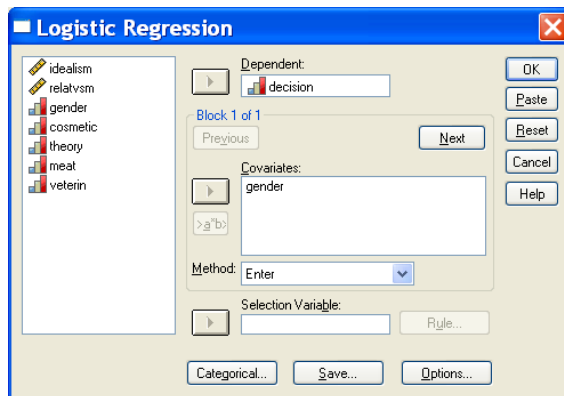 Logistic Regression
idealism
relatvsm
gender
cosmetic
theory
meat
veterin
Dependent:
decision
Block 1 of 1
Previous
Next
Covariates:
gender
>a*b>
Method: Enter
Selection Variable:
Rule...
Categorical...
Save...
Options...
OK
Paste
Reset
Cancel
Help